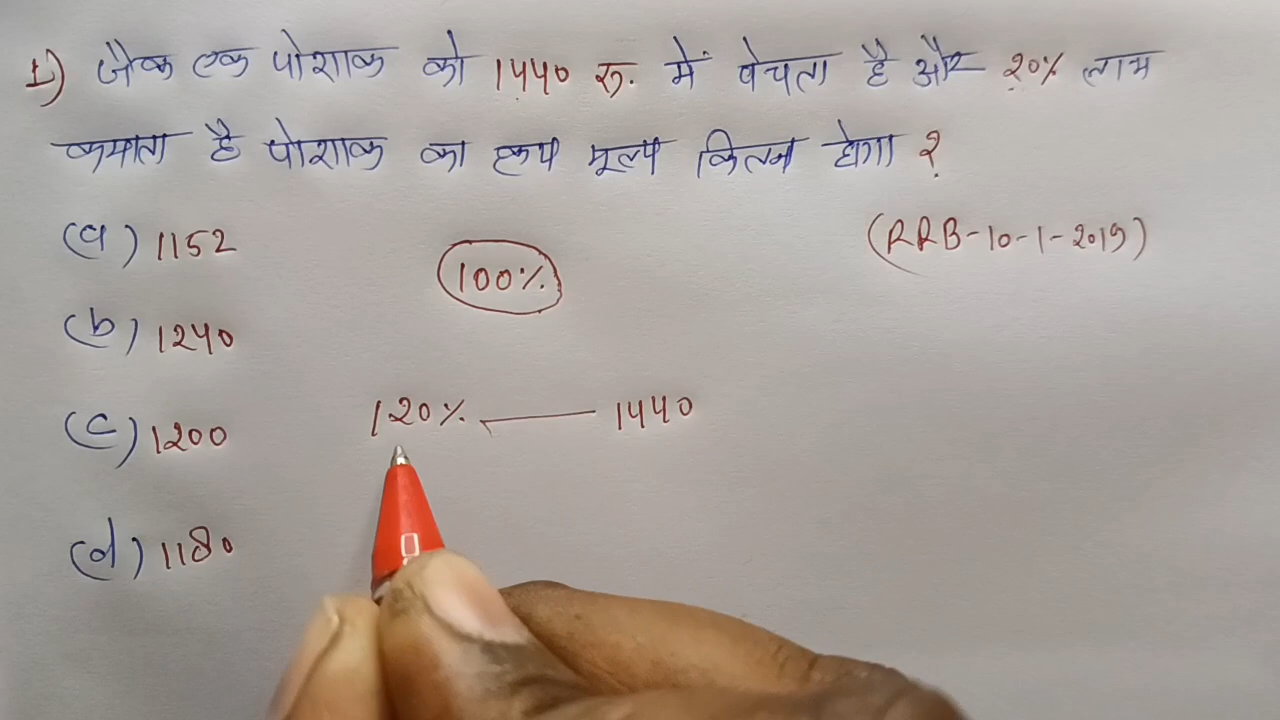 1) जैक एक पोशाक को 1440 रु. में बेचता है और 20% लाभ
कमाता है पोशाक का क्रय मूल्य कितना होगा ?
(RRB-10-1-2019)
(a) 1152
100%
(b) 1240
120% — 1440
(c) 1200
(d) 1180